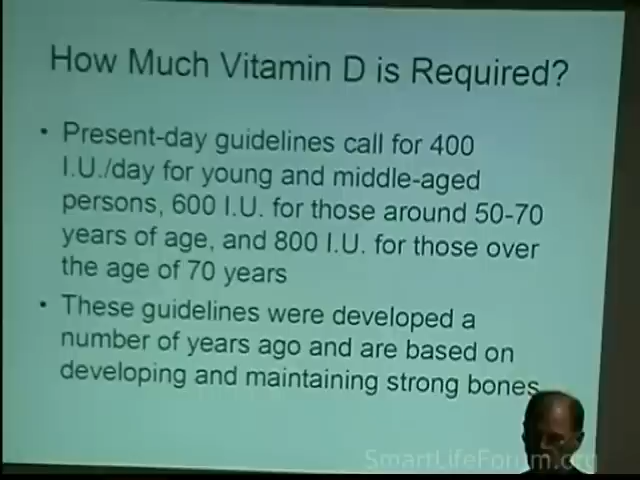 How Much Vitamin D is Required?
• Present-day guidelines call for 400
I.U./day for young and middle-aged
persons, 600 I.U. for those around 50-70
years of age, and 800 I.U. for those over
the age of 70 years
• These guidelines were developed a
number of years ago and are based on
developing and maintaining strong bones
SmartLifeForum.org